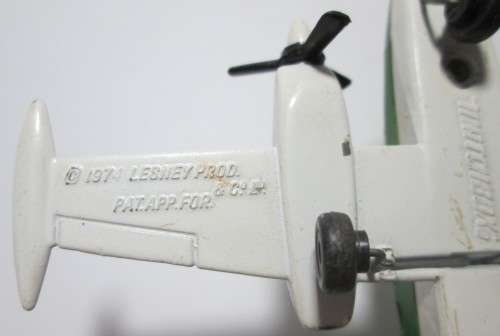 © 1974 LESNEY PROD.
& Co. LTD.
PAT. APP. FOR.